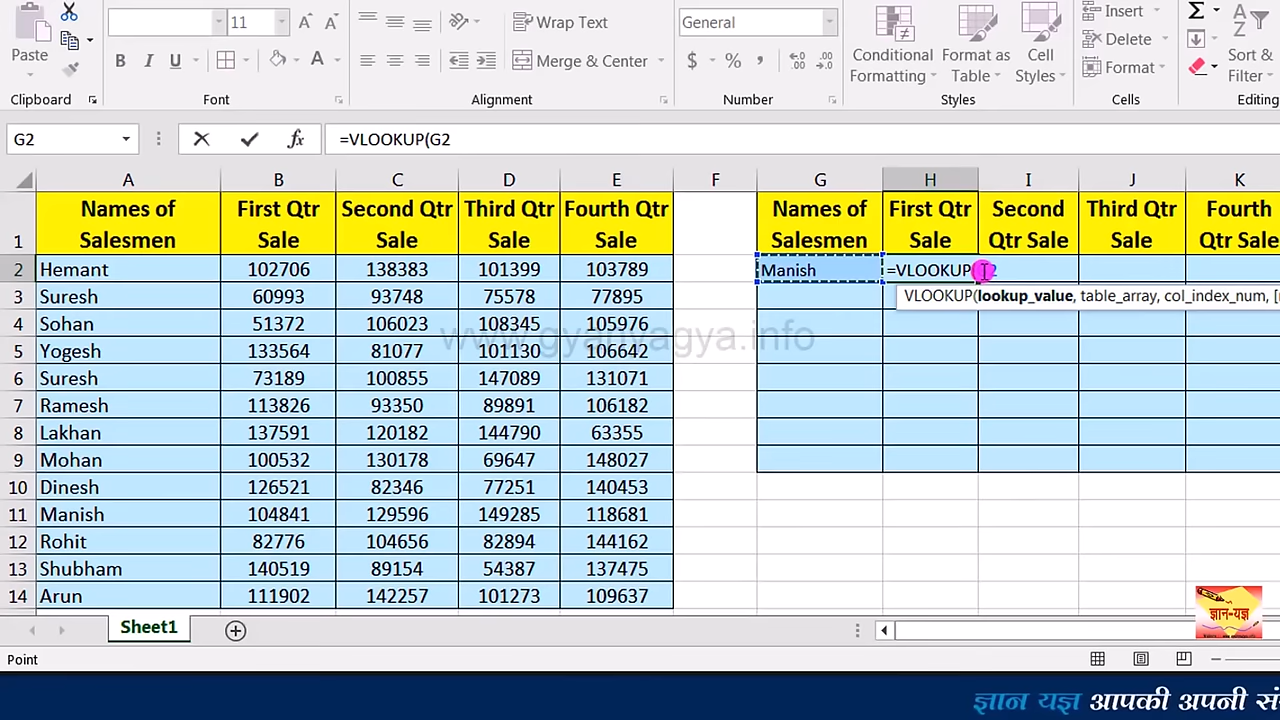 11
Wrap Text
General
Insert
Paste
B I U
A
Merge & Center
$ % ,
Conditional Formatting
Format as Table
Cell Styles
Delete
Format
Sort & Filter
Clipboard
Font
Alignment
Number
Styles
Cells
Editing
G2
fx
=VLOOKUP(G2
A B C D E F G H I J K
1 Names of Salesmen First Qtr Sale Second Qtr Sale Third Qtr Sale Fourth Qtr Sale Names of Salesmen First Qtr Sale Second Qtr Sale Third Qtr Sale Fourth Qtr Sale
2 Hemant 102706 138383 101399 103789 Manish =VLOOKUP(
3 Suresh 60993 93748 75578 77895
VLOOKUP(lookup_value, table_array, col_index_num, [
4 Sohan 51372 106023 108345 105976
www.gyanyagya.info
5 Yogesh 133564 81077 101130 106642
6 Suresh 73189 100855 147089 131071
7 Ramesh 113826 93350 89891 106182
8 Lakhan 137591 120182 144790 63355
9 Mohan 100532 130178 69647 148027
10 Dinesh 126521 82346 77251 140453
11 Manish 104841 129596 149285 118681
12 Rohit 82776 104656 82894 144162
13 Shubham 140519 89154 54387 137475
14 Arun 111902 142257 101273 109637
ज्ञान-यज्ञ
Sheet1
Point
ज्ञान यज्ञ आपकी अपनी